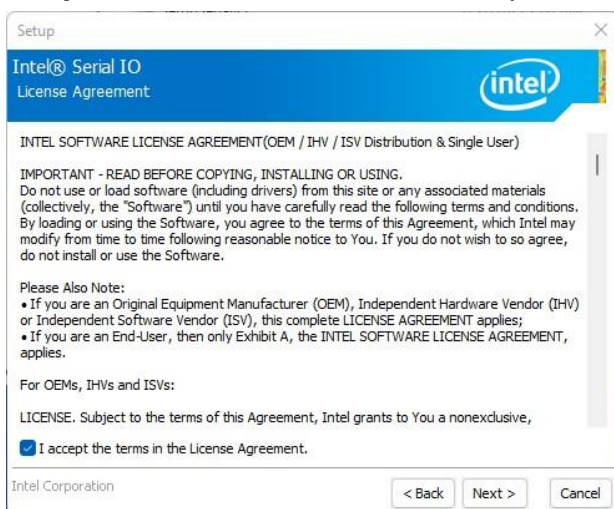 Setup
Intel® Serial IO
License Agreement
intel
INTEL SOFTWARE LICENSE AGREEMENT(OEM / IHV / ISV Distribution & Single User)
IMPORTANT - READ BEFORE COPYING, INSTALLING OR USING.
Do not use or load software (including drivers) from this site or any associated materials
(collectively, the "Software") until you have carefully read the following terms and conditions.
By loading or using the Software, you agree to the terms of this Agreement, which Intel may
modify from time to time following reasonable notice to You. If you do not wish to so agree,
do not install or use the Software.
Please Also Note:
• If you are an Original Equipment Manufacturer (OEM), Independent Hardware Vendor (IHV)
or Independent Software Vendor (ISV), this complete LICENSE AGREEMENT applies;
• If you are an End-User, then only Exhibit A, the INTEL SOFTWARE LICENSE AGREEMENT,
applies.
For OEMs, IHVs and ISVs:
LICENSE. Subject to the terms of this Agreement, Intel grants to You a nonexclusive,
I accept the terms in the License Agreement.
Intel Corporation
< Back Next > Cancel